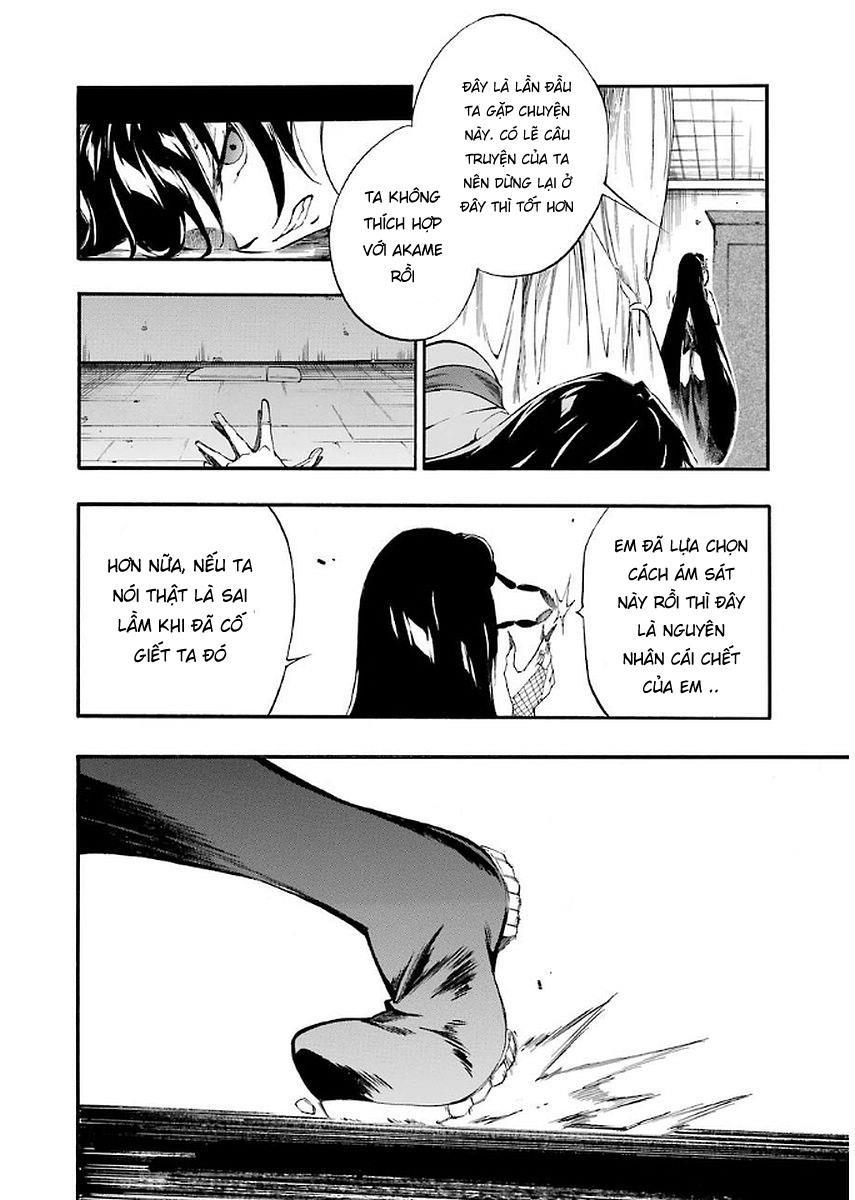 ĐÂY LÀ LẦN ĐẦU
TA GẶP CHUYỆN
NÀY. CÓ LẼ CÂU
TRUYỆN CỦA TA
NÊN DỪNG LẠI Ở
ĐÂY THÌ TỐT HƠN
TA KHÔNG
THÍCH HỢP
VỚI AKAME
RỒI
EM ĐÃ LỰA CHỌN
CÁCH ÁM SÁT
NÀY RỒI THÌ ĐÂY
LÀ NGUYÊN
NHÂN CÁI CHẾT
CỦA EM ..
HƠN NỮA, NẾU TA
NÓI THẬT LÀ SAI
LẦM KHI ĐÃ CỐ
GIẾT TA ĐÓ